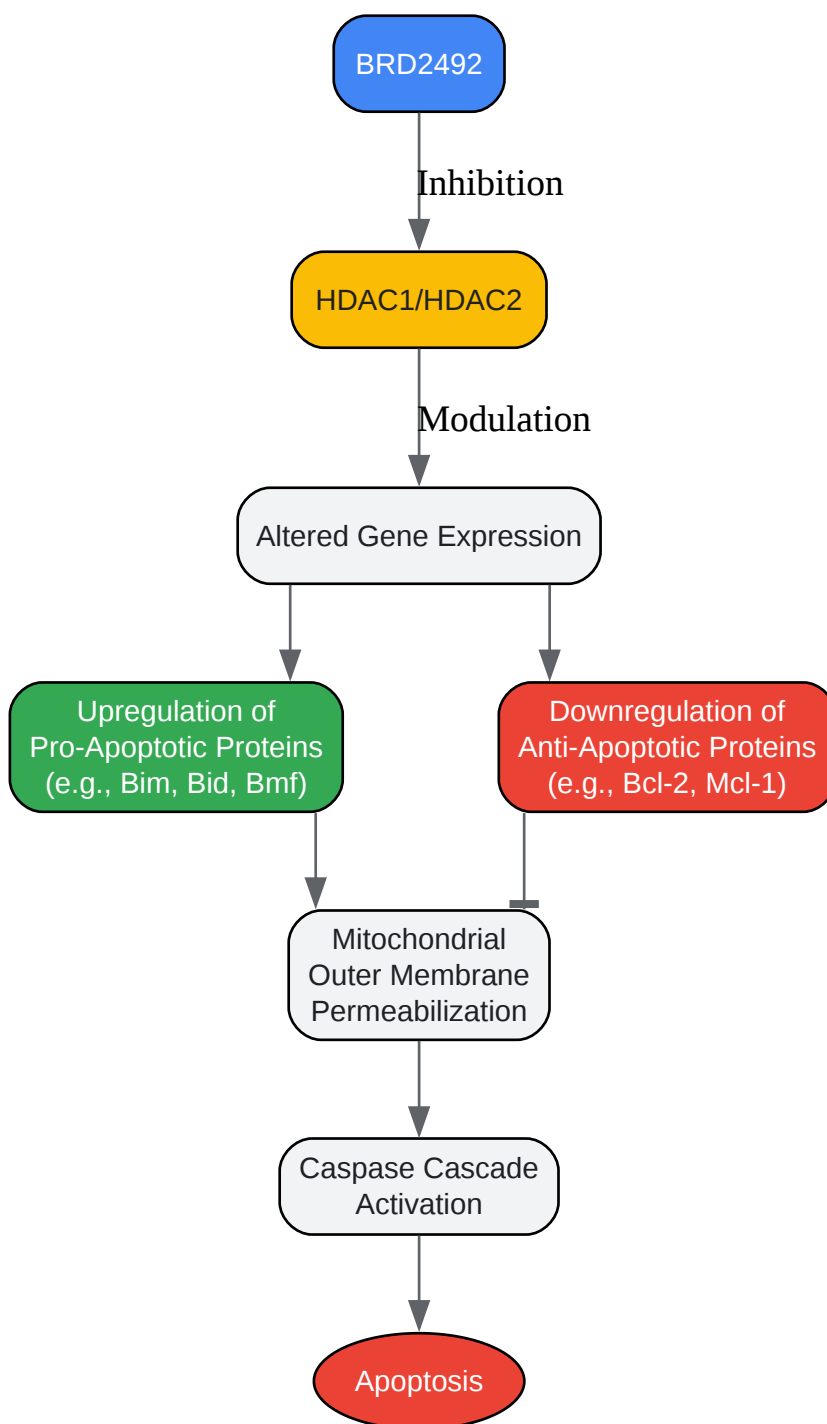 BRD2492
Inhibition
HDAC1/HDAC2
Modulation
Altered Gene Expression
Upregulation of
Pro-Apoptotic Proteins
(e.g., Bim, Bid, Bmf)
Downregulation of
Anti-Apoptotic Proteins
(e.g., Bcl-2, Mcl-1)
Mitochondrial
Outer Membrane
Permeabilization
Caspase Cascade
Activation
Apoptosis